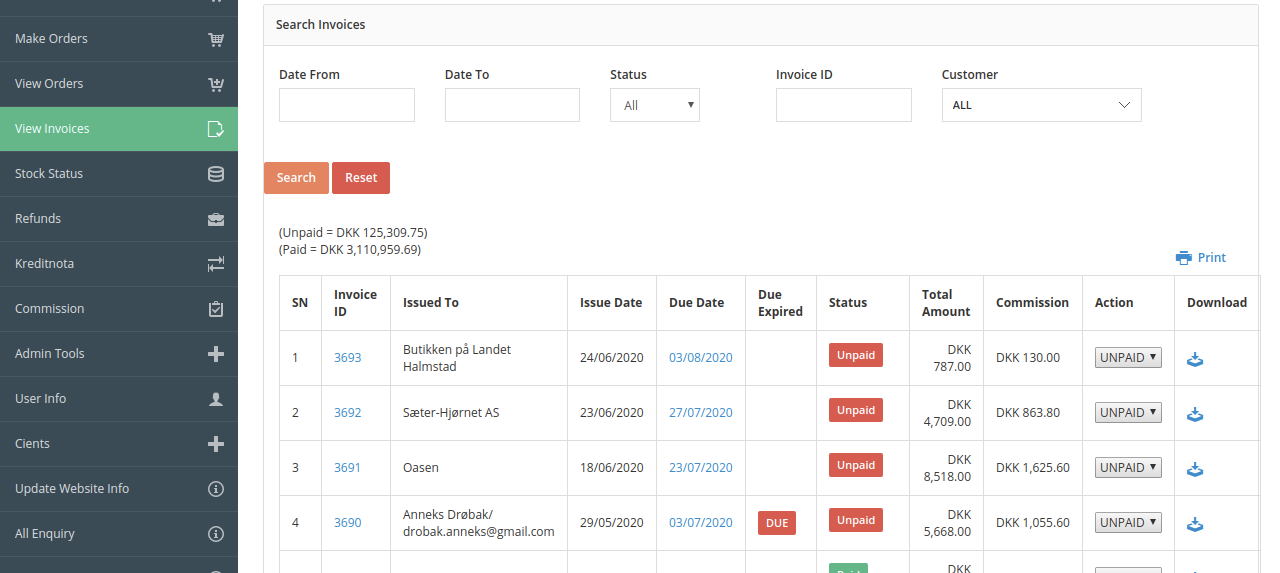 Make Orders
View Orders
View Invoices
Stock Status
Refunds
Kreditnota
Commission
Admin Tools
User Info
Cients
Update Website Info
All Enquiry
Search Invoices
Date From
Date To
Status
Invoice ID
Customer
All
ALL
Search
Reset
(Unpaid = DKK 125,309.75)
(Paid = DKK 3,110,959.69)
Print
SN
Invoice
ID
Issued To
Issue Date
Due Date
Due
Expired
Status
Total
Amount
Commission
Action
Download
1
3693
Butikken på Landet
Halmstad
24/06/2020
03/08/2020
Unpaid
DKK
787.00
DKK 130.00
UNPAID
2
3692
Sæter-Hjørnet AS
23/06/2020
27/07/2020
Unpaid
DKK
4,709.00
DKK 863.80
UNPAID
3
3691
Oasen
18/06/2020
23/07/2020
Unpaid
DKK
8,518.00
DKK 1,625.60
UNPAID
4
3690
Anneks Drøbak/
drobak.anneks@gmail.com
29/05/2020
03/07/2020
DUE
Unpaid
DKK
5,668.00
DKK 1,055.60
UNPAID
DKK